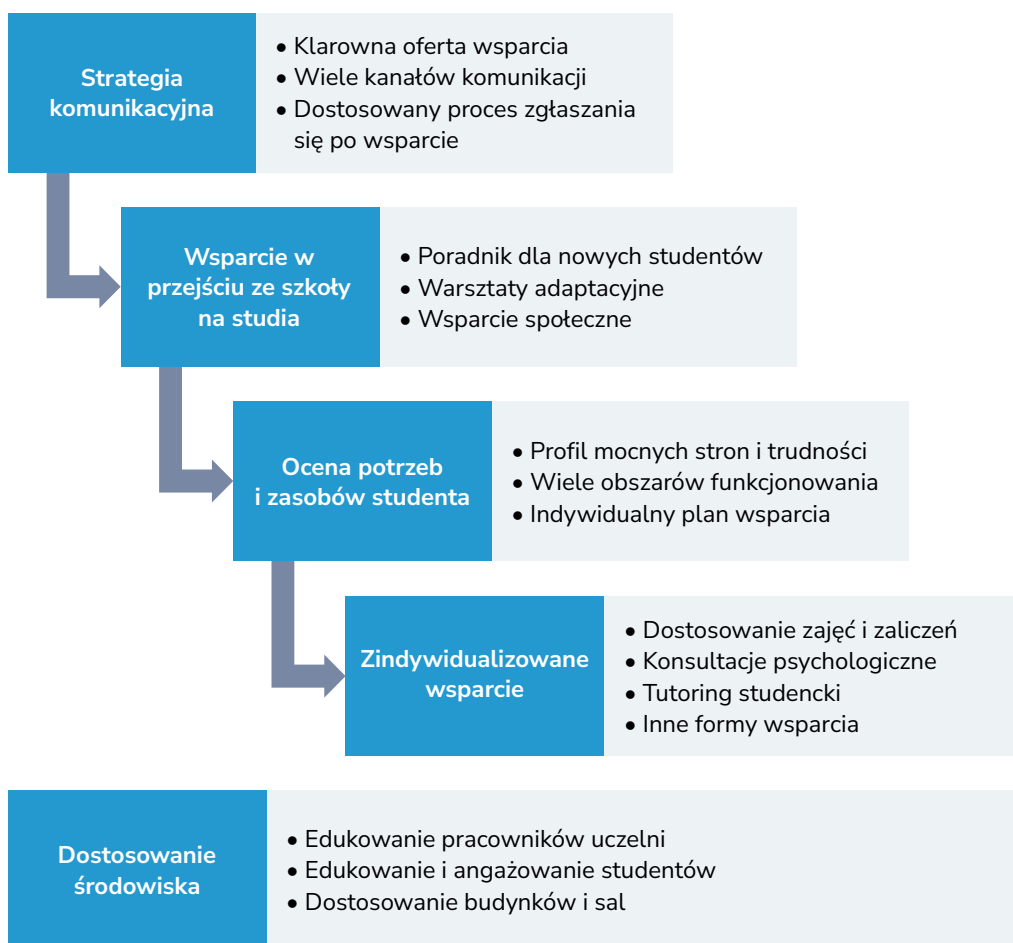 Strategia
komunikacyjna
• Klarowna oferta wsparcia
• Wiele kanałów komunikacji
• Dostosowany proces zgłaszania
się po wsparcie
Wsparcie w
przejściu ze szkoły
na studia
• Poradnik dla nowych studentów
• Warsztaty adaptacyjne
• Wsparcie społeczne
Ocena potrzeb
i zasobów studenta
• Profil mocnych stron i trudności
• Wiele obszarów funkcjonowania
• Indywidualny plan wsparcia
Zindywidualizowane
wsparcie
• Dostosowanie zajęć i zaliczeń
• Konsultacje psychologiczne
• Tutoring studencki
• Inne formy wsparcia
Dostosowanie
środowiska
• Edukowanie pracowników uczelni
• Edukowanie i angażowanie studentów
• Dostosowanie budynków i sal